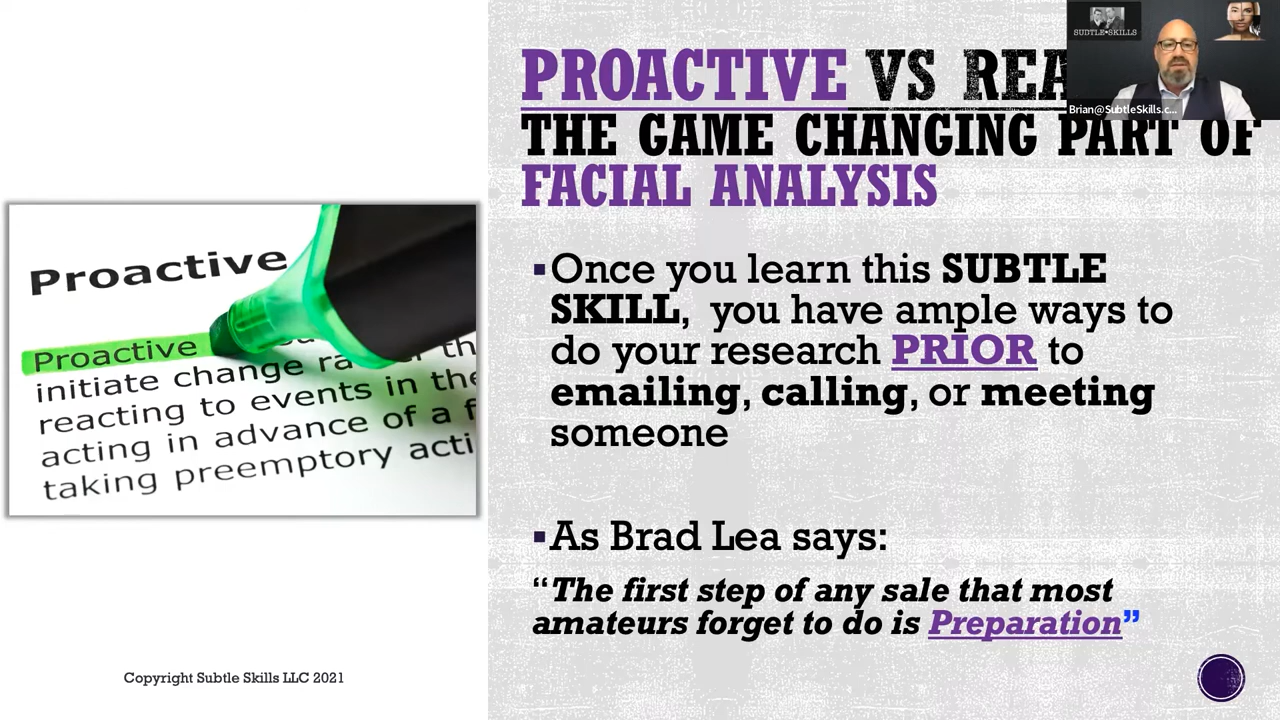 PROACTIVE VS
THE GAME CHANGING PART OF
FACIAL ANALYSIS
SUBTLE•SKILLS
Brian@SubtleSkills.c...
Proactive
Proactive
initiate change
reacting to events in the
acting in advance of a
taking preemptory
▪Once you learn this SUBTLE
SKILL, you have ample ways to
do your research PRIOR to
emailing, calling, or meeting
someone
▪As Brad Lea says:
“The first step of any sale that most
amateurs forget to do is Preparation”
Copyright Subtle Skills LLC 2021